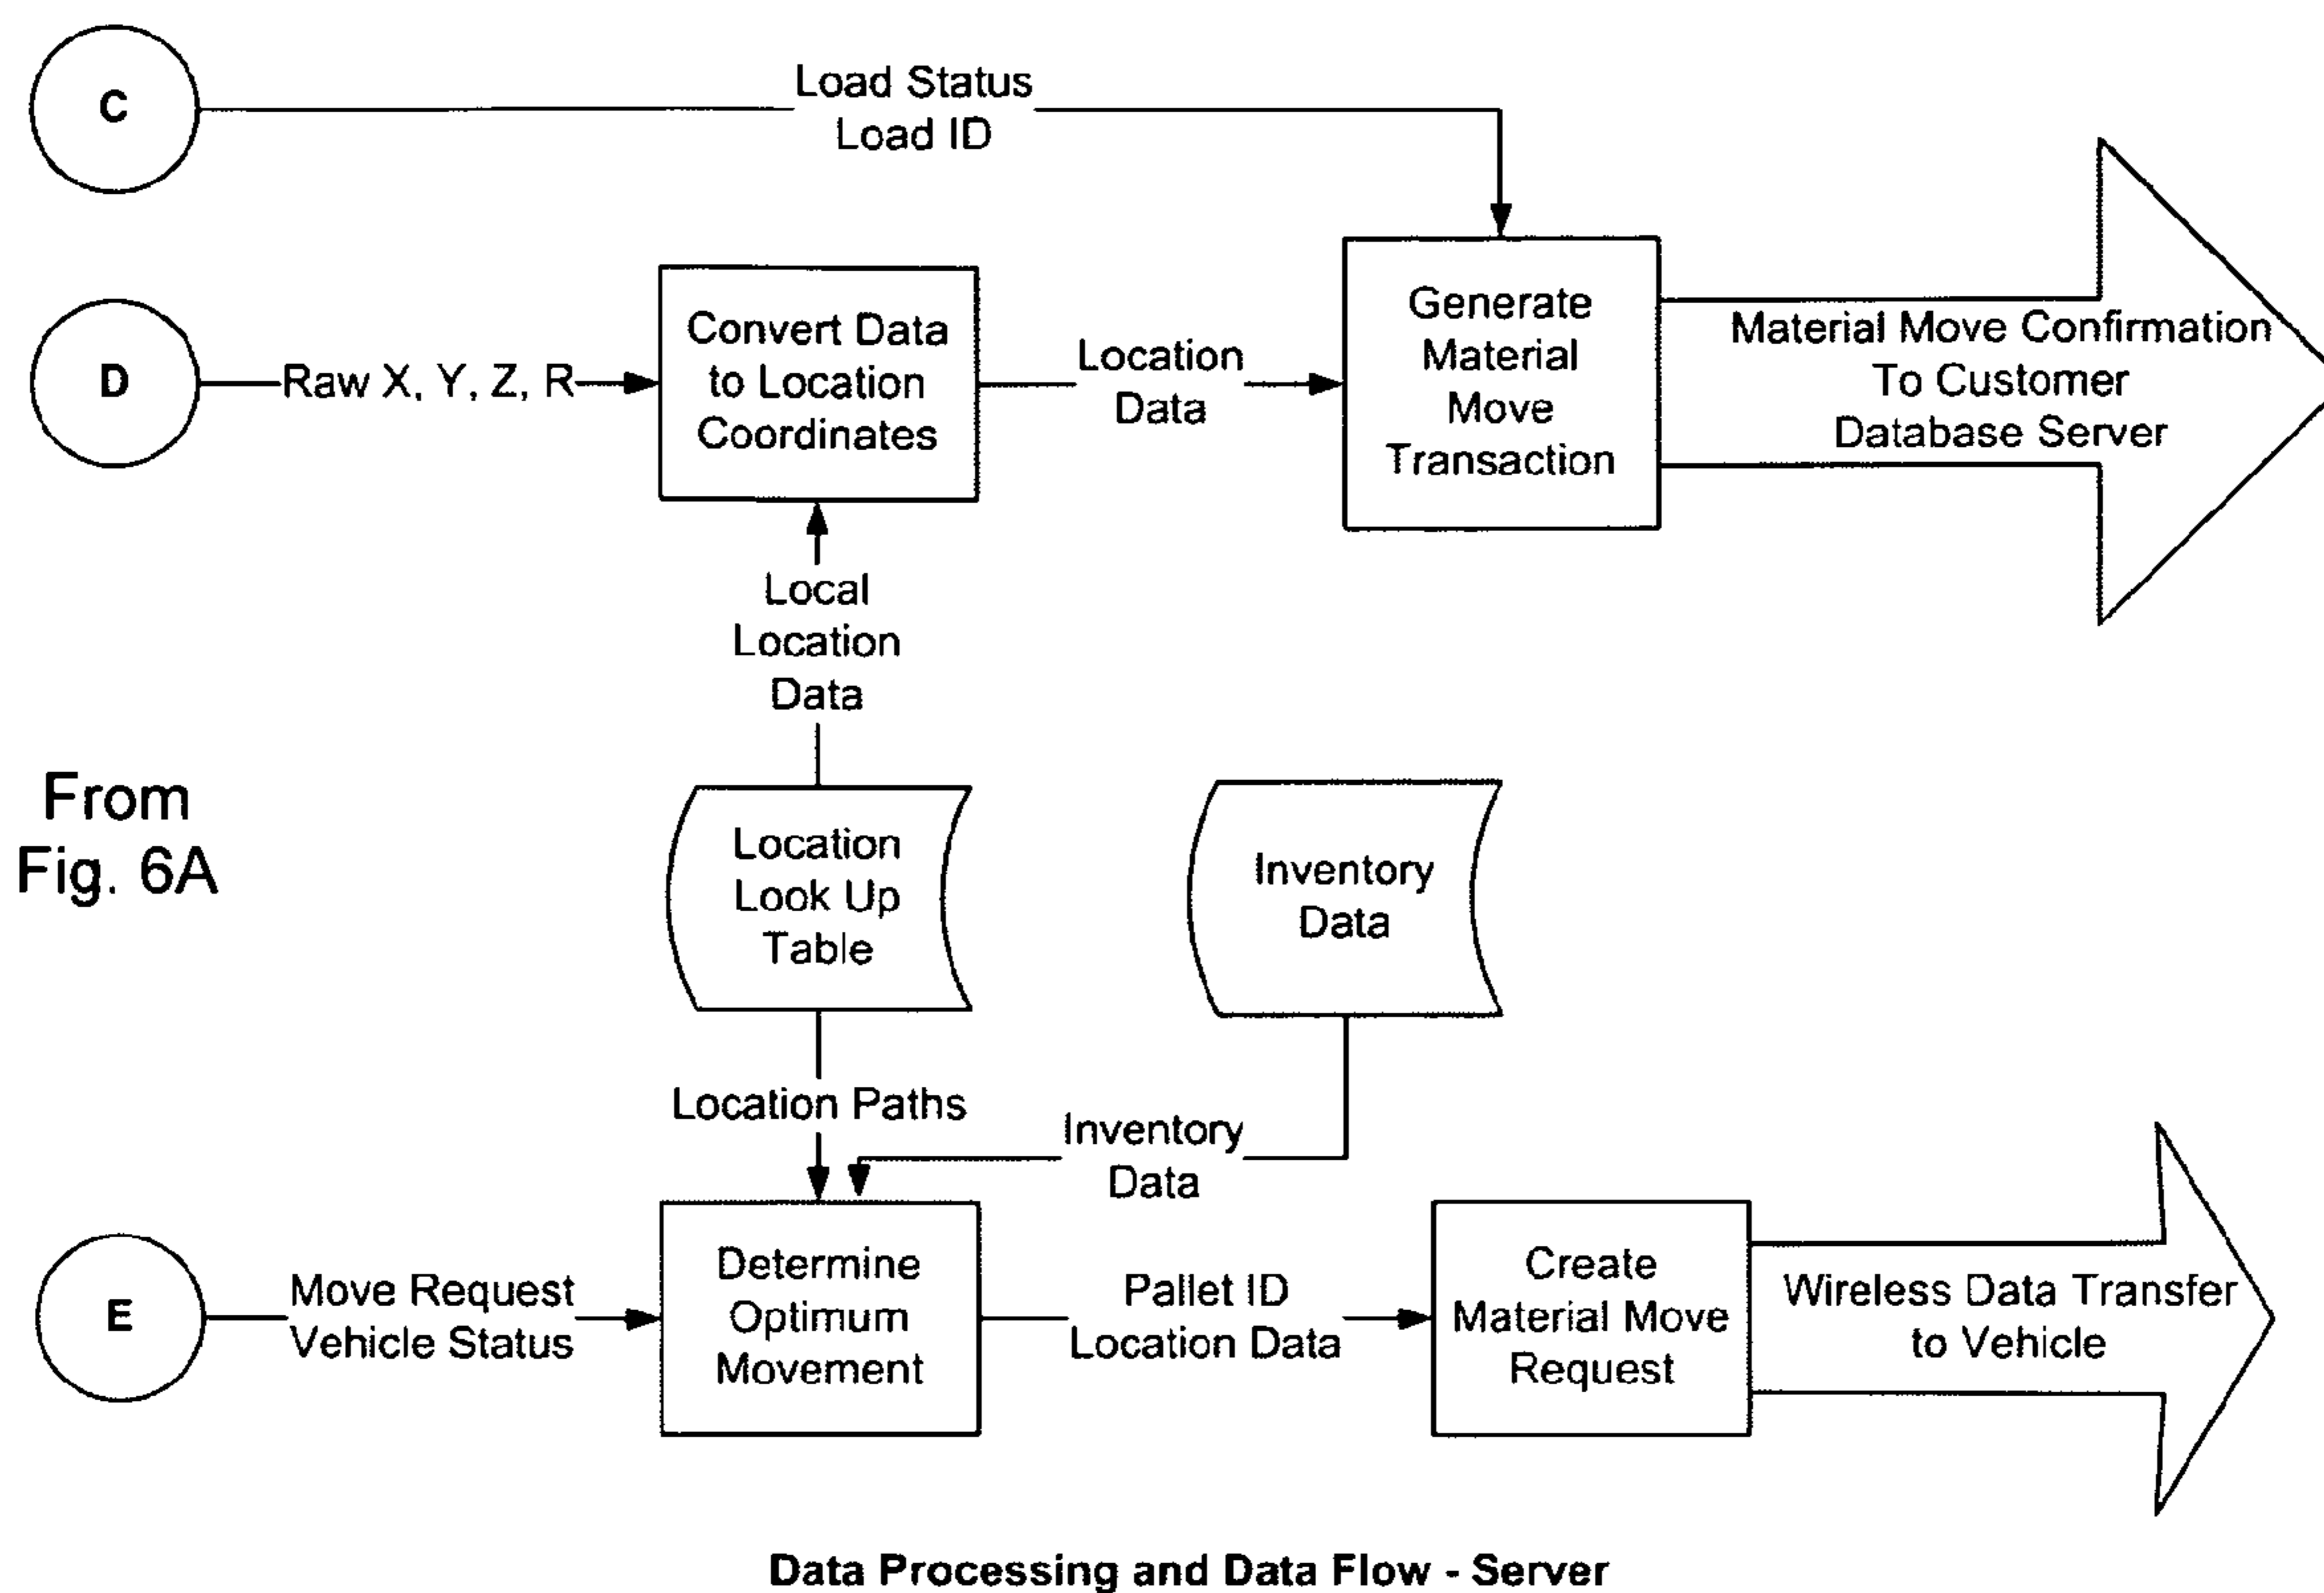 C
Load Status
Load ID
D
Raw X, Y, Z, R
Convert Data
to Location
Coordinates
Location
Data
Generate
Material
Move
Transaction
Material Move Confirmation
To Customer
Database Server
Local
Location
Data
From
Fig. 6A
Location
Look Up
Table
Inventory
Data
Location Paths
Inventory
Data
E
Move Request
Vehicle Status
Determine
Optimum
Movement
Pallet ID
Location Data
Create
Material Move
Request
Wireless Data Transfer
to Vehicle
Data Processing and Data Flow - Server